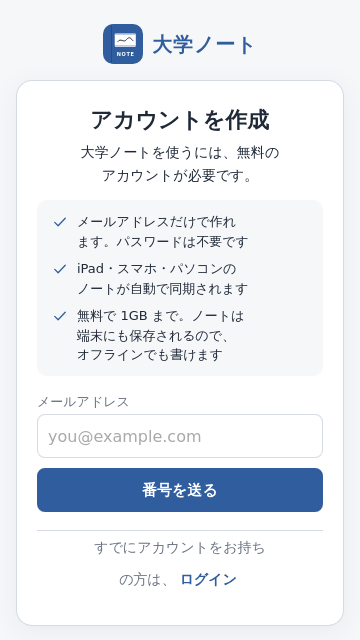 NOTE
大学ノート
アカウントを作成
大学ノートを使うには、無料の
アカウントが必要です。
メールアドレスだけで作れ
ます。パスワードは不要です
iPad・スマホ・パソコンの
ノートが自動で同期されます
無料で 1GB まで。ノートは
端末にも保存されるので、
オフラインでも書けます
メールアドレス
you@example.com
番号を送る
すでにアカウントをお持ち
の方は、 ログイン